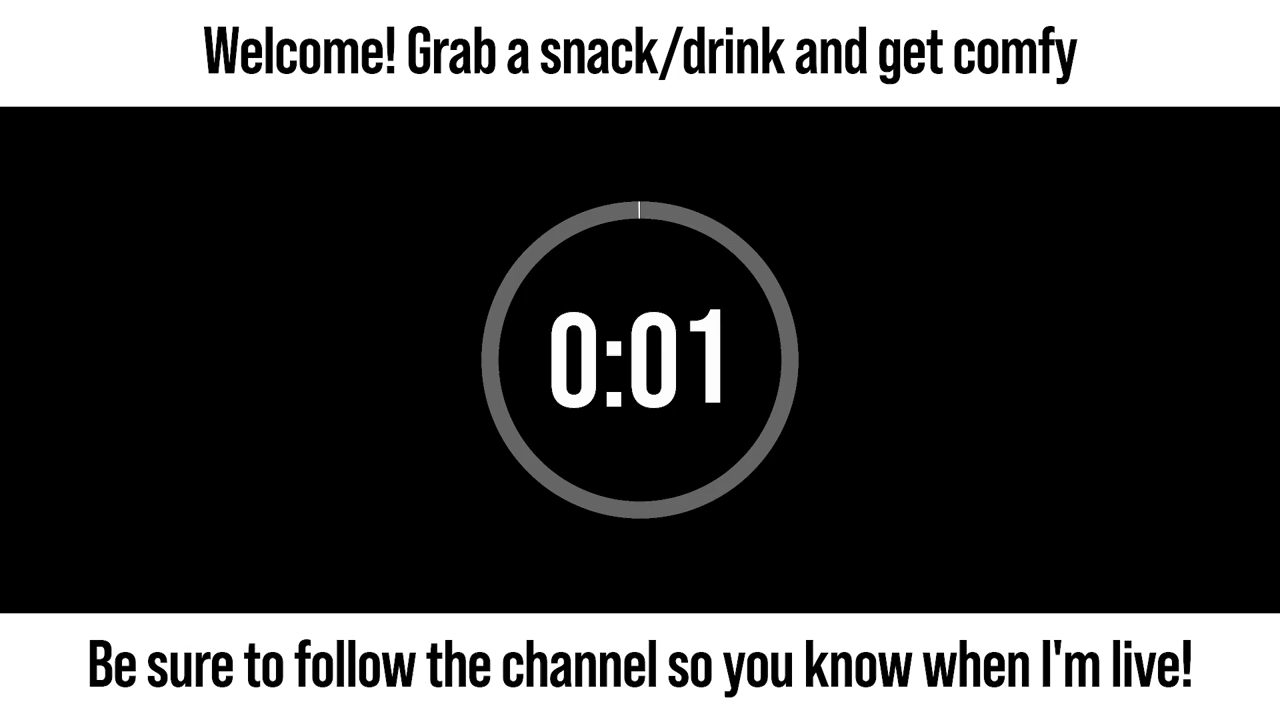 Welcome! Grab a snack/drink and get comfy
0:01
Be sure to follow the channel so you know when I'm live!